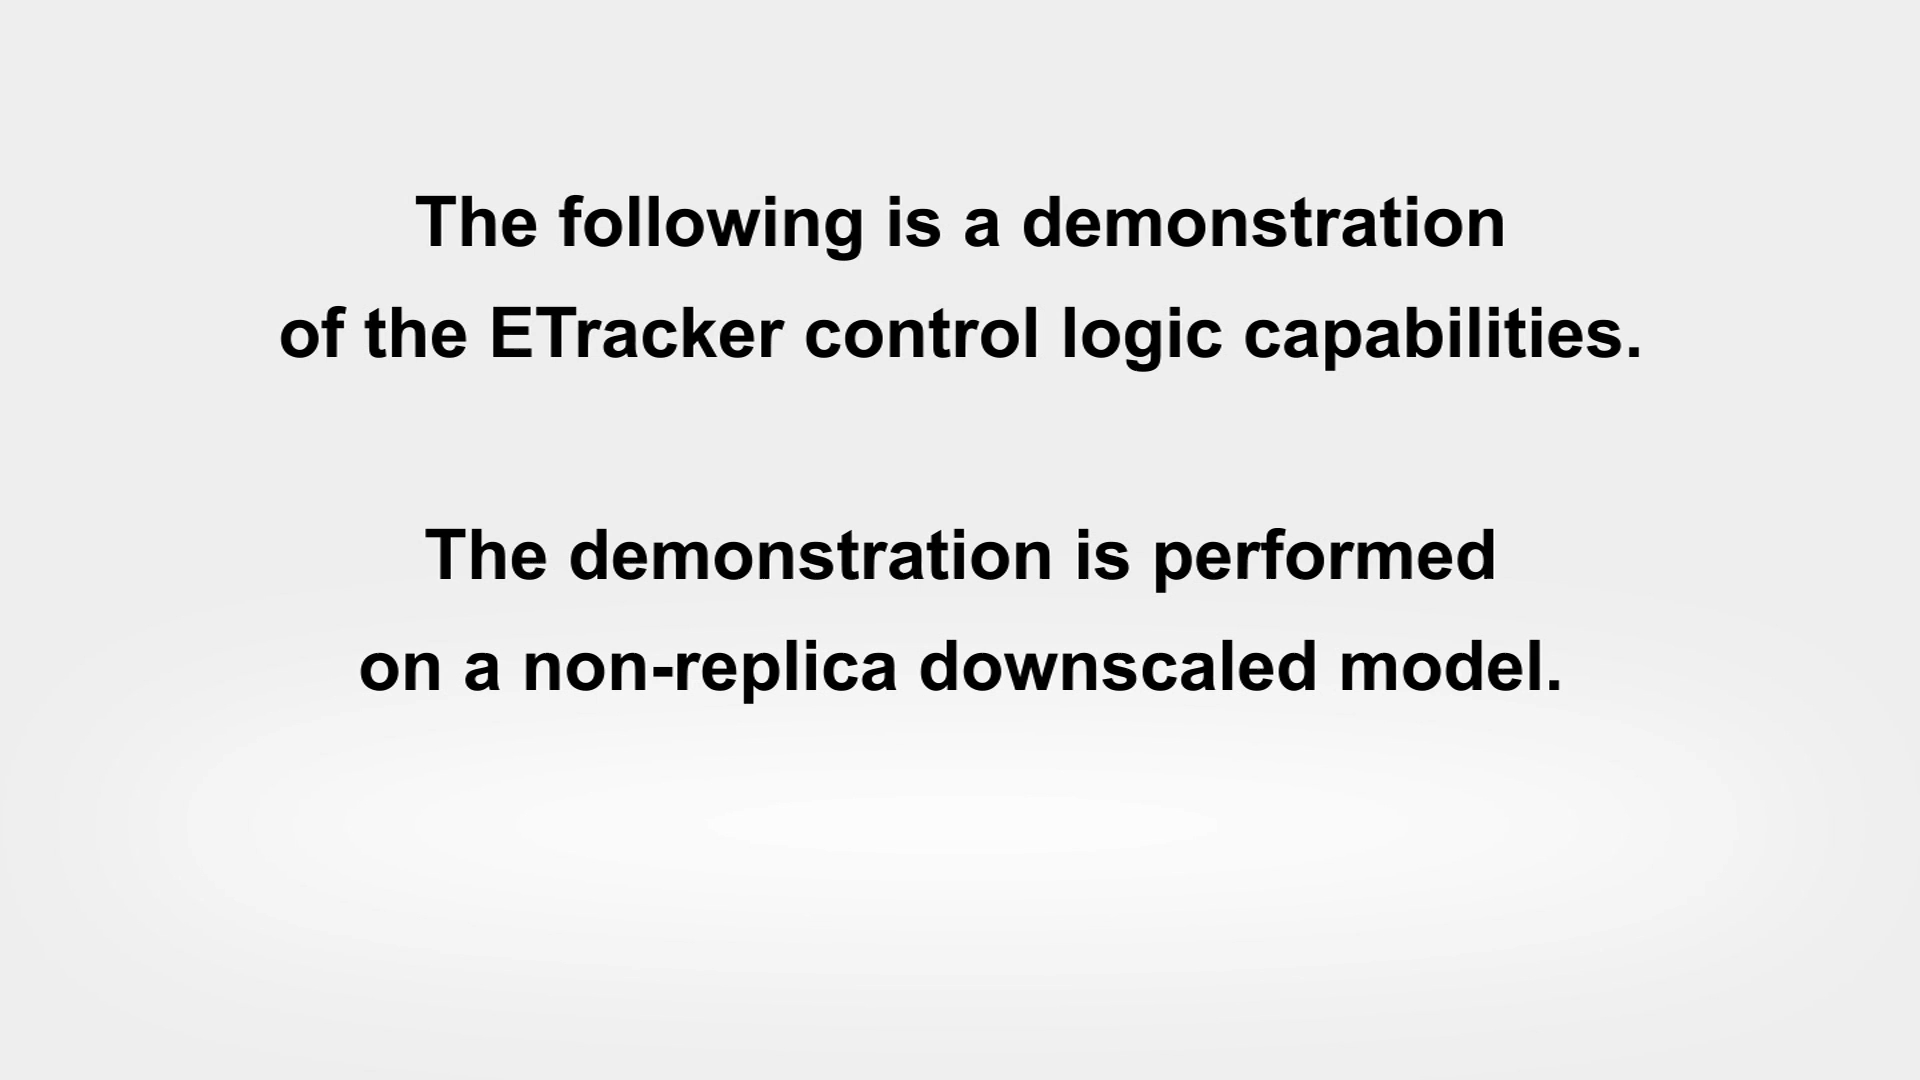 The following is a demonstration
of the ETracker control logic capabilities.
The demonstration is performed
on a non-replica downscaled model.